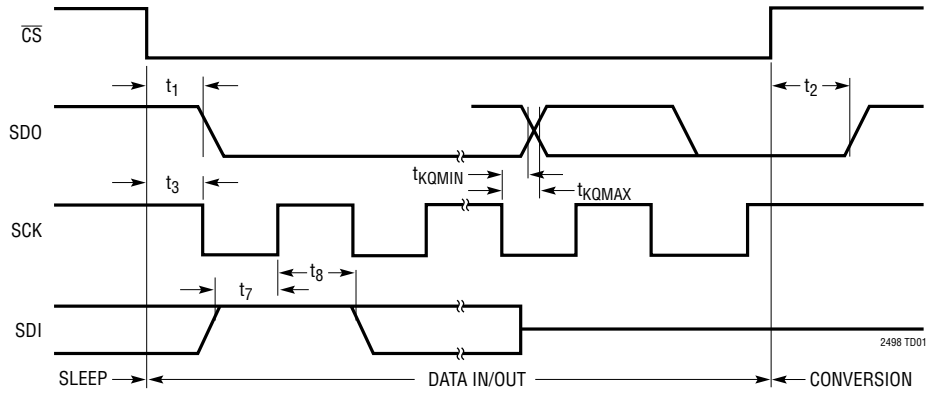 CS
t1
t2
SDO
tKQMIN
t3
tKQMAX
SCK
t8
t7
SDI
2498 TD01
SLEEP
DATA IN/OUT
CONVERSION